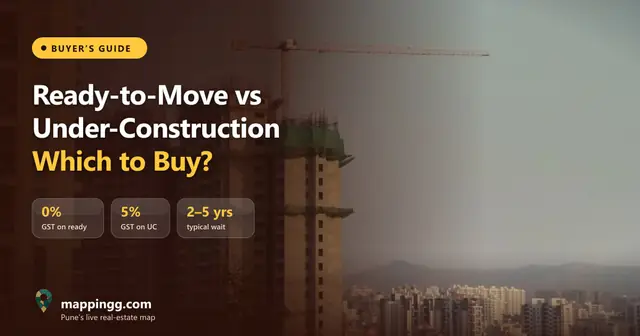 BUYER'S GUIDE
Ready-to-Move vs
Under-Construction
Which to Buy?
0%
GST on ready
5%
GST on UC
2–5 yrs
typical wait
mappingg.com
Pune's live real-estate map